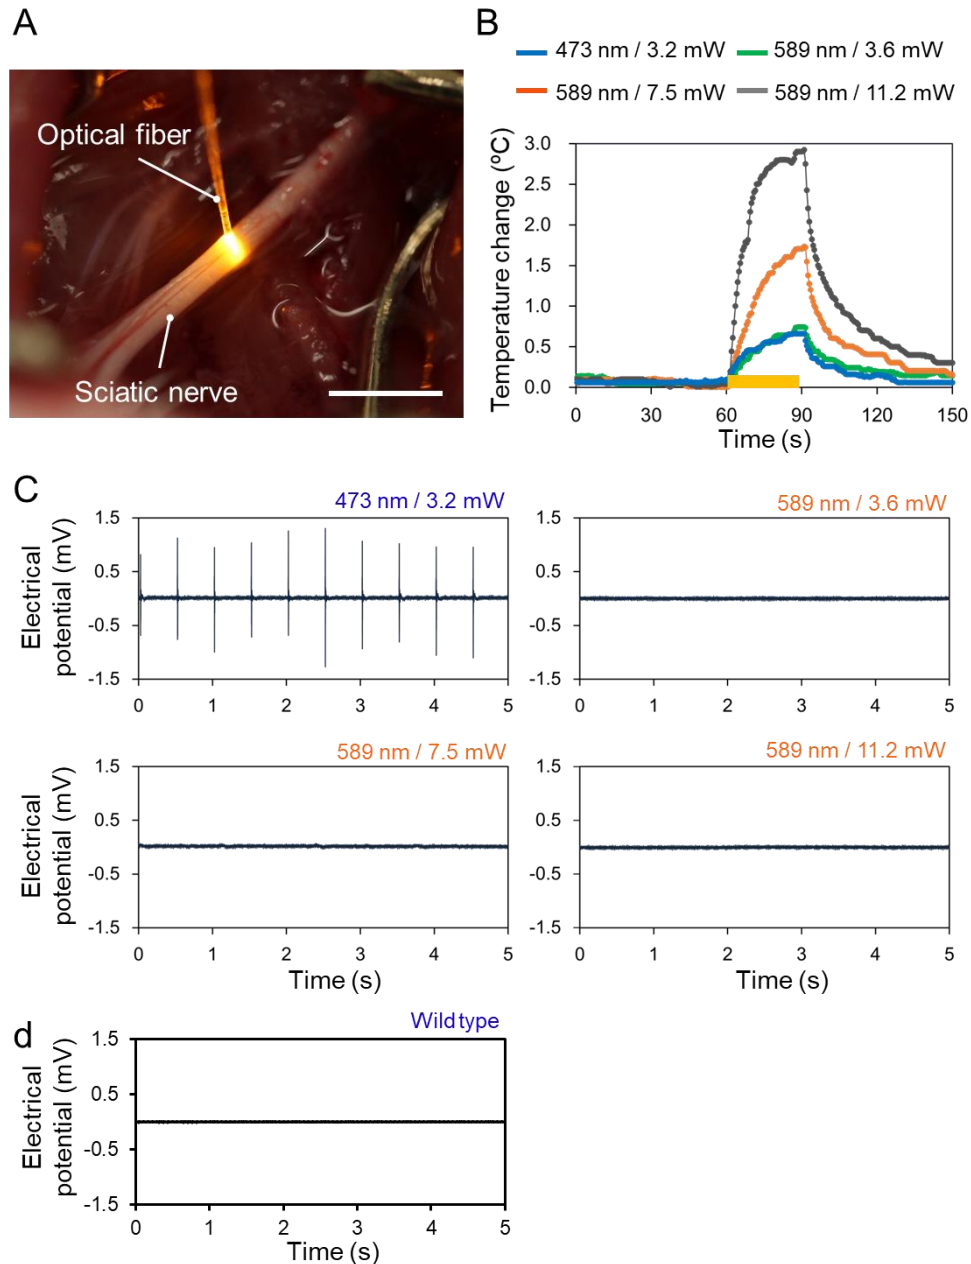 A
Optical fiber
Sciatic nerve
B
473 nm / 3.2 mW
589 nm / 3.6 mW
589 nm / 7.5 mW
589 nm / 11.2 mW
Temperature change (ºC)
3.0
2.5
2.0
1.5
1.0
0.5
0.0
0 30 60 90 120 150
Time (s)
C
473 nm / 3.2 mW
Electrical
potential (mV)
1.5
0.5
-0.5
-1.5
0 1 2 3 4 5
589 nm / 3.6 mW
1.5
0.5
-0.5
-1.5
0 1 2 3 4 5
589 nm / 7.5 mW
Electrical
potential (mV)
1.5
0.5
-0.5
-1.5
0 1 2 3 4 5
Time (s)
589 nm / 11.2 mW
1.5
0.5
-0.5
-1.5
0 1 2 3 4 5
Time (s)
d
Wild type
Electrical
potential (mV)
1.5
0.5
-0.5
-1.5
0 1 2 3 4 5
Time (s)